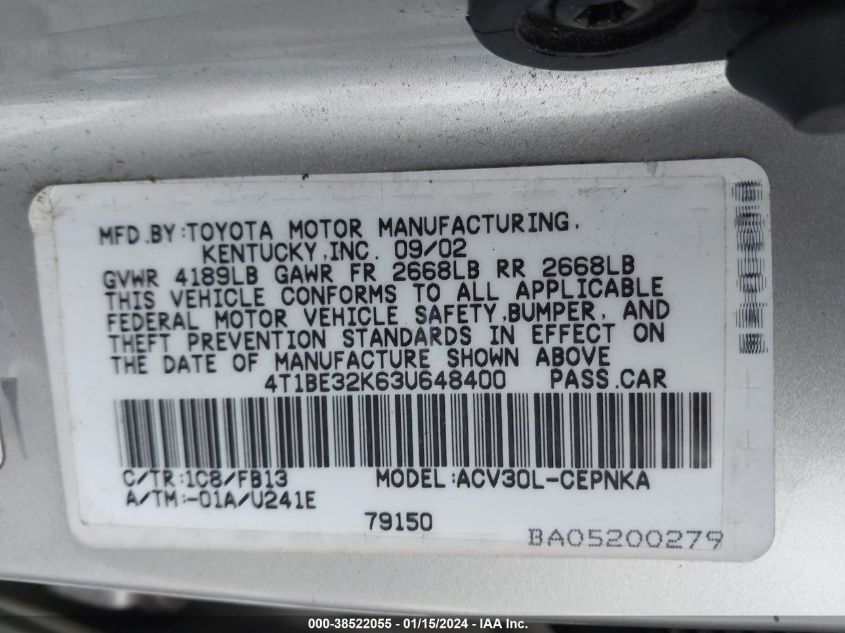 MFD.BY:TOYOTA MOTOR MANUFACTURING,
KENTUCKY,INC. 09/02
GVWR 4189LB GAWR FR 2668LB RR 2668LB
THIS VEHICLE CONFORMS TO ALL APPLICABLE
FEDERAL MOTOR VEHICLE SAFETY,BUMPER, AND
THEFT PREVENTION STANDARDS IN EFFECT ON
THE DATE OF MANUFACTURE SHOWN ABOVE
4T1BE32K63U648400 PASS.CAR
C/TR:1C8/FB13 MODEL:ACV30L-CEPNKA
A/TM:-01A/U241E
79150
BA05200279
000-38522055 - 01/15/2024 - IAA Inc.